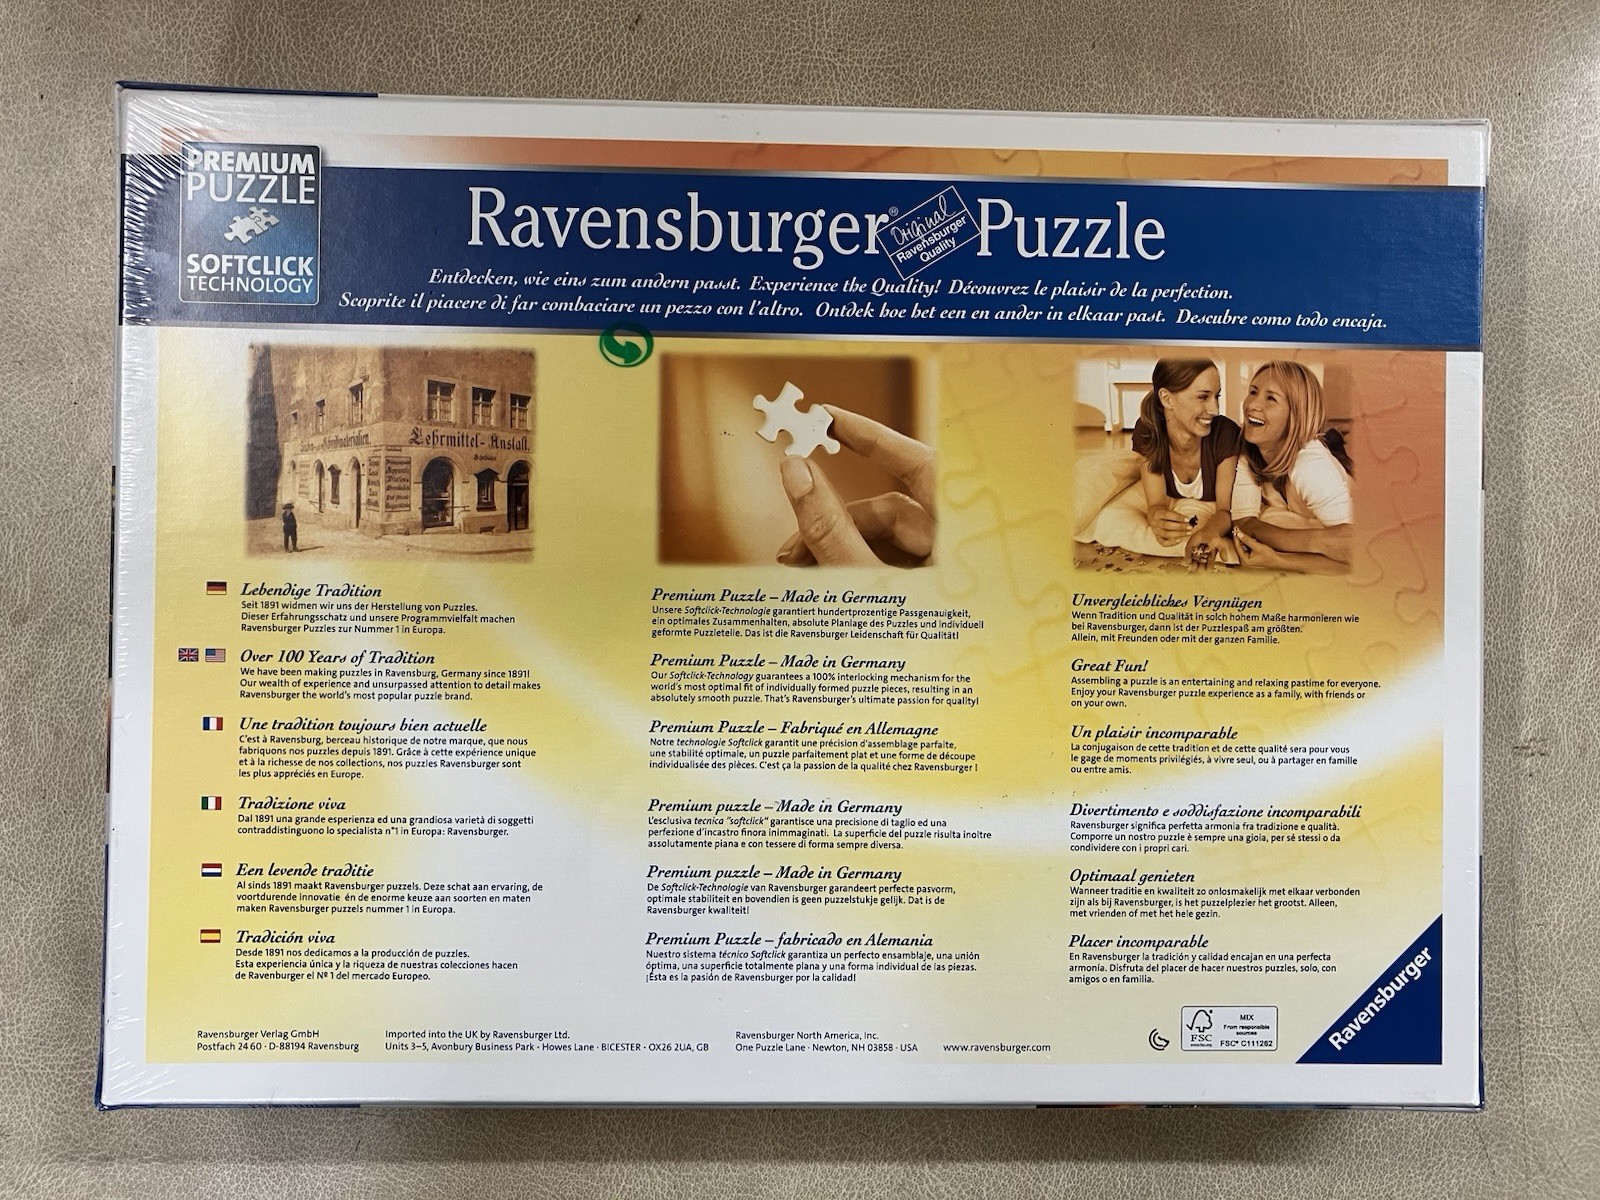 PREMIUM
PUZZLE
SOFTCLICK
TECHNOLOGY
Ravensburger® Puzzle
Original
Ravensburger
Quality
Entdecken, wie eins zum andern passt. Experience the Quality! Découvrez le plaisir de la perfection.
Scoprite il piacere di far combaciare un pezzo con l'altro. Ontdek hoe het een en ander in elkaar past. Descubre como todo encaja.
Lehrmittel-Anstalt.
Lebendige Tradition
Seit 1891 widmen wir uns der Herstellung von Puzzles.
Dieser Erfahrungsschatz und unsere Programmvielfalt machen
Ravensburger Puzzles zur Nummer 1 in Europa.
Over 100 Years of Tradition
We have been making puzzles in Ravensburg, Germany since 1891!
Our wealth of experience and unsurpassed attention to detail makes
Ravensburger the world's most popular puzzle brand.
Une tradition toujours bien actuelle
C'est à Ravensburg, berceau historique de notre marque, que nous
fabriquons nos puzzles depuis 1891. Grâce à cette expérience unique
et à la richesse de nos collections, nos puzzles Ravensburger sont
les plus appréciés en Europe.
Tradizione viva
Dal 1891 una grande esperienza ed una grandiosa varietà di soggetti
contraddistinguono lo specialista n°1 in Europa: Ravensburger.
Een levende traditie
Al sinds 1891 maakt Ravensburger puzzels. Deze schat aan ervaring, de
voortdurende innovatie én de enorme keuze aan soorten en maten
maken Ravensburger puzzels nummer 1 in Europa.
Tradición viva
Desde 1891 nos dedicamos a la producción de puzzles.
Esta experiencia única y la riqueza de nuestras colecciones hacen
de Ravenburger el Nº 1 del mercado Europeo.
Premium Puzzle – Made in Germany
Unsere Softclick-Technologie garantiert hundertprozentige Passgenauigkeit,
ein optimales Zusammenhalten, absolute Planlage des Puzzles und individuell
geformte Puzzleteile. Das ist die Ravensburger Leidenschaft für Qualität!
Premium Puzzle – Made in Germany
Our Softclick-Technology guarantees a 100% interlocking mechanism for the
world's most optimal fit of individually formed puzzle pieces, resulting in an
absolutely smooth puzzle. That's Ravensburger's ultimate passion for quality!
Premium Puzzle – Fabriqué en Allemagne
Notre technologie Softclick garantit une précision d'assemblage parfaite,
une stabilité optimale, un puzzle parfaitement plat et une forme de découpe
individualisée des pièces. C'est ça la passion de la qualité chez Ravensburger !
Premium puzzle – Made in Germany
L'esclusiva tecnica "softclick" garantisce una precisione di taglio ed una
perfezione d'incastro finora inimmaginati. La superficie del puzzle risulta inoltre
assolutamente piana e con tessere di forma sempre diversa.
Premium puzzle – Made in Germany
De Softclick-Technologie van Ravensburger garandeert perfecte pasvorm,
optimale stabiliteit en bovendien is geen puzzelstukje gelijk. Dat is de
Ravensburger kwaliteit!
Premium Puzzle – fabricado en Alemania
Nuestro sistema técnico Softclick garantiza un perfecto ensamblaje, una unión
óptima, una superficie totalmente plana y una forma individual de las piezas.
¡Ésta es la pasión de Ravensburger por la calidad!
Unvergleichliches Vergnügen
Wenn Tradition und Qualität in solch hohem Maße harmonieren wie
bei Ravensburger, dann ist der Puzzlespaß am größten.
Allein, mit Freunden oder mit der ganzen Familie.
Great Fun!
Assembling a puzzle is an entertaining and relaxing pastime for everyone.
Enjoy your Ravensburger puzzle experience as a family, with friends or
on your own.
Un plaisir incomparable
La conjugaison de cette tradition et de cette qualité sera pour vous
le gage de moments privilégiés, à vivre seul, ou à partager en famille
ou entre amis.
Divertimento e soddisfazione incomparabili
Ravensburger significa perfetta armonia fra tradizione e qualità.
Comporre un nostro puzzle è sempre una gioia, per sé stessi o da
condividere con i propri cari.
Optimaal genieten
Wanneer traditie en kwaliteit zo onlosmakelijk met elkaar verbonden
zijn als bij Ravensburger, is het puzzelplezier het grootst. Alleen,
met vrienden of met het hele gezin.
Placer incomparable
En Ravensburger la tradición y calidad encajan en una perfecta
armonía. Disfruta del placer de hacer nuestros puzzles, solo, con
amigos o en familia.
Ravensburger Verlag GmbH
Postfach 24 60 · D-88194 Ravensburg
Imported into the UK by Ravensburger Ltd.
Units 3–5, Avonbury Business Park · Howes Lane · BICESTER · OX26 2UA, GB
Ravensburger North America, Inc.
One Puzzle Lane · Newton, NH 03858 · USA
www.ravensburger.com
FSC
www.fsc.org
MIX
From responsible
sources
FSC® C111262
Ravensburger